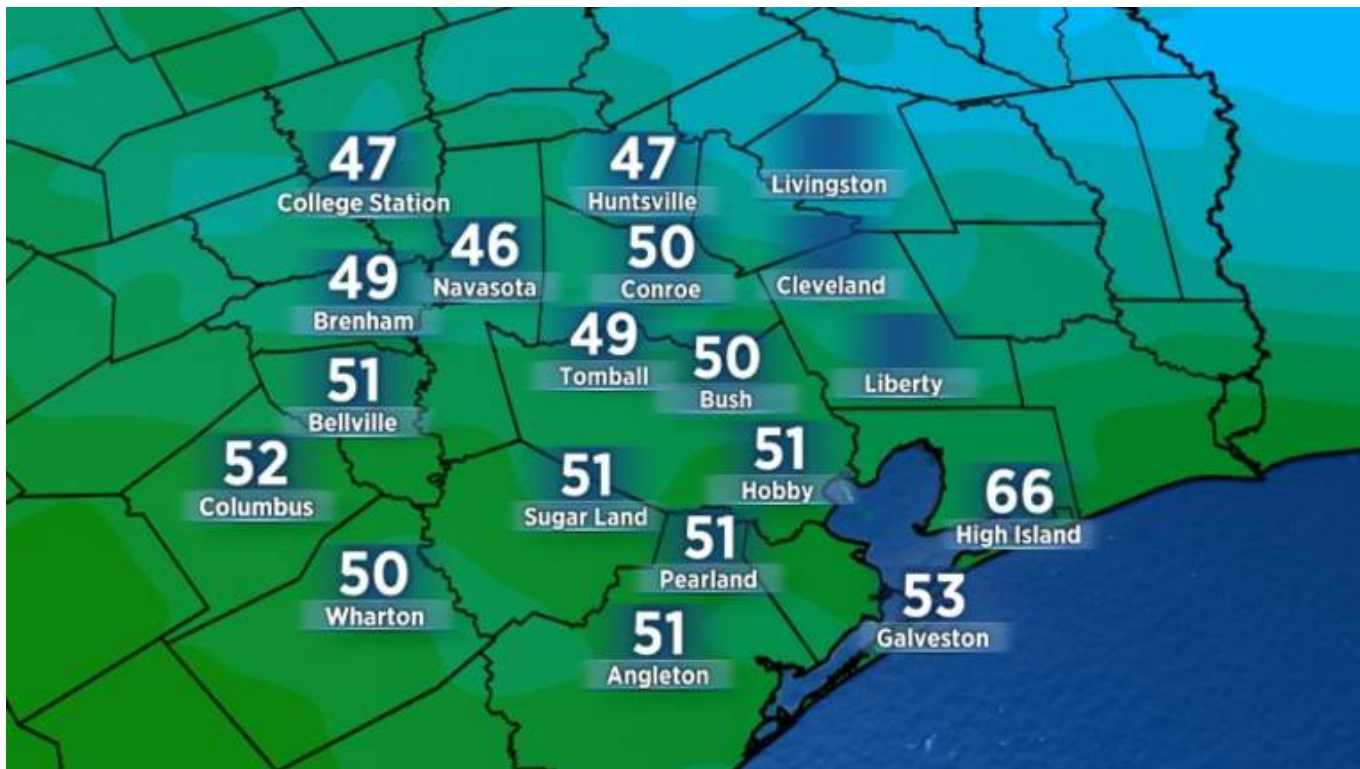 47
College Station
47
Huntsville
Livingston
46
Navasota
50
Conroe
Cleveland
49
Brenham
49
Tomball
50
Bush
Liberty
51
Bellville
52
Columbus
51
Sugar Land
51
Hobby
66
High Island
51
Pearland
50
Wharton
53
Galveston
51
Angleton